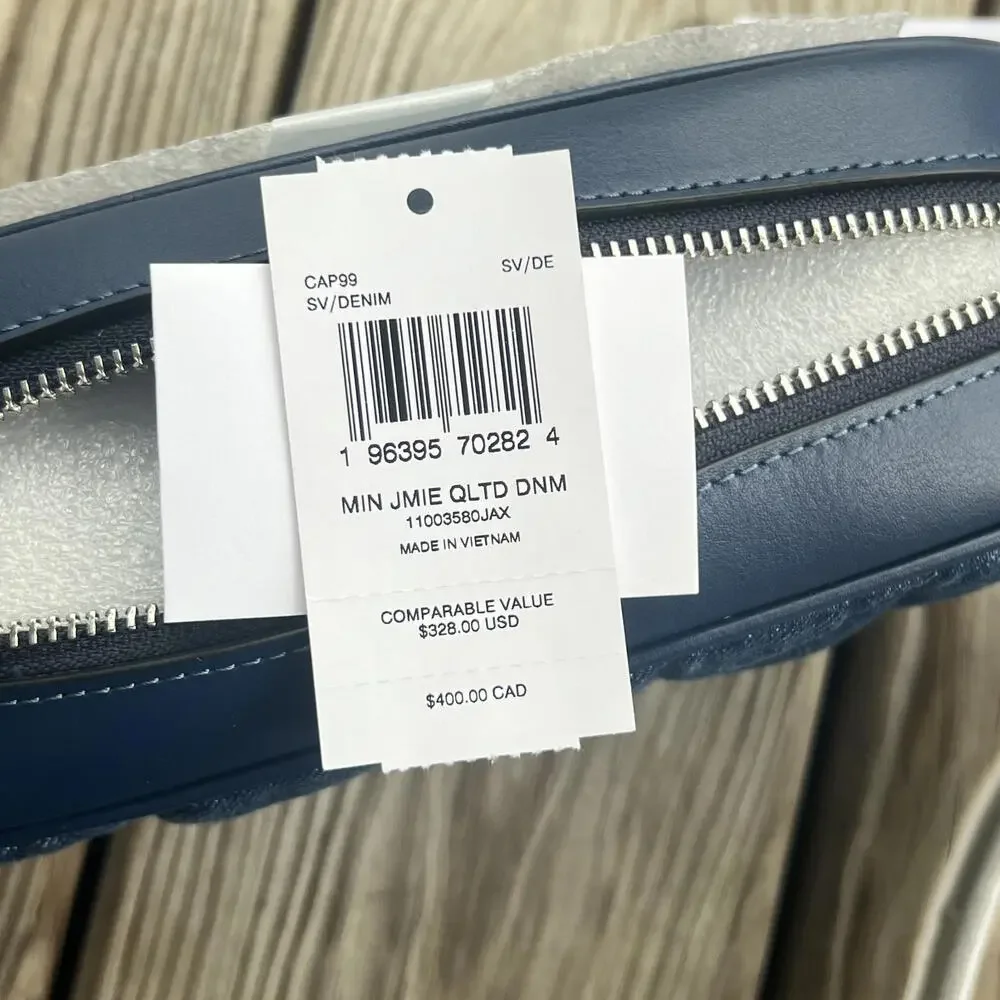 CAP99
SV/DE
SV/DENIM
1 96395 70282 4
MIN JMIE QLTD DNM
11003580JAX
MADE IN VIETNAM
COMPARABLE VALUE
$328.00 USD
$400.00 CAD